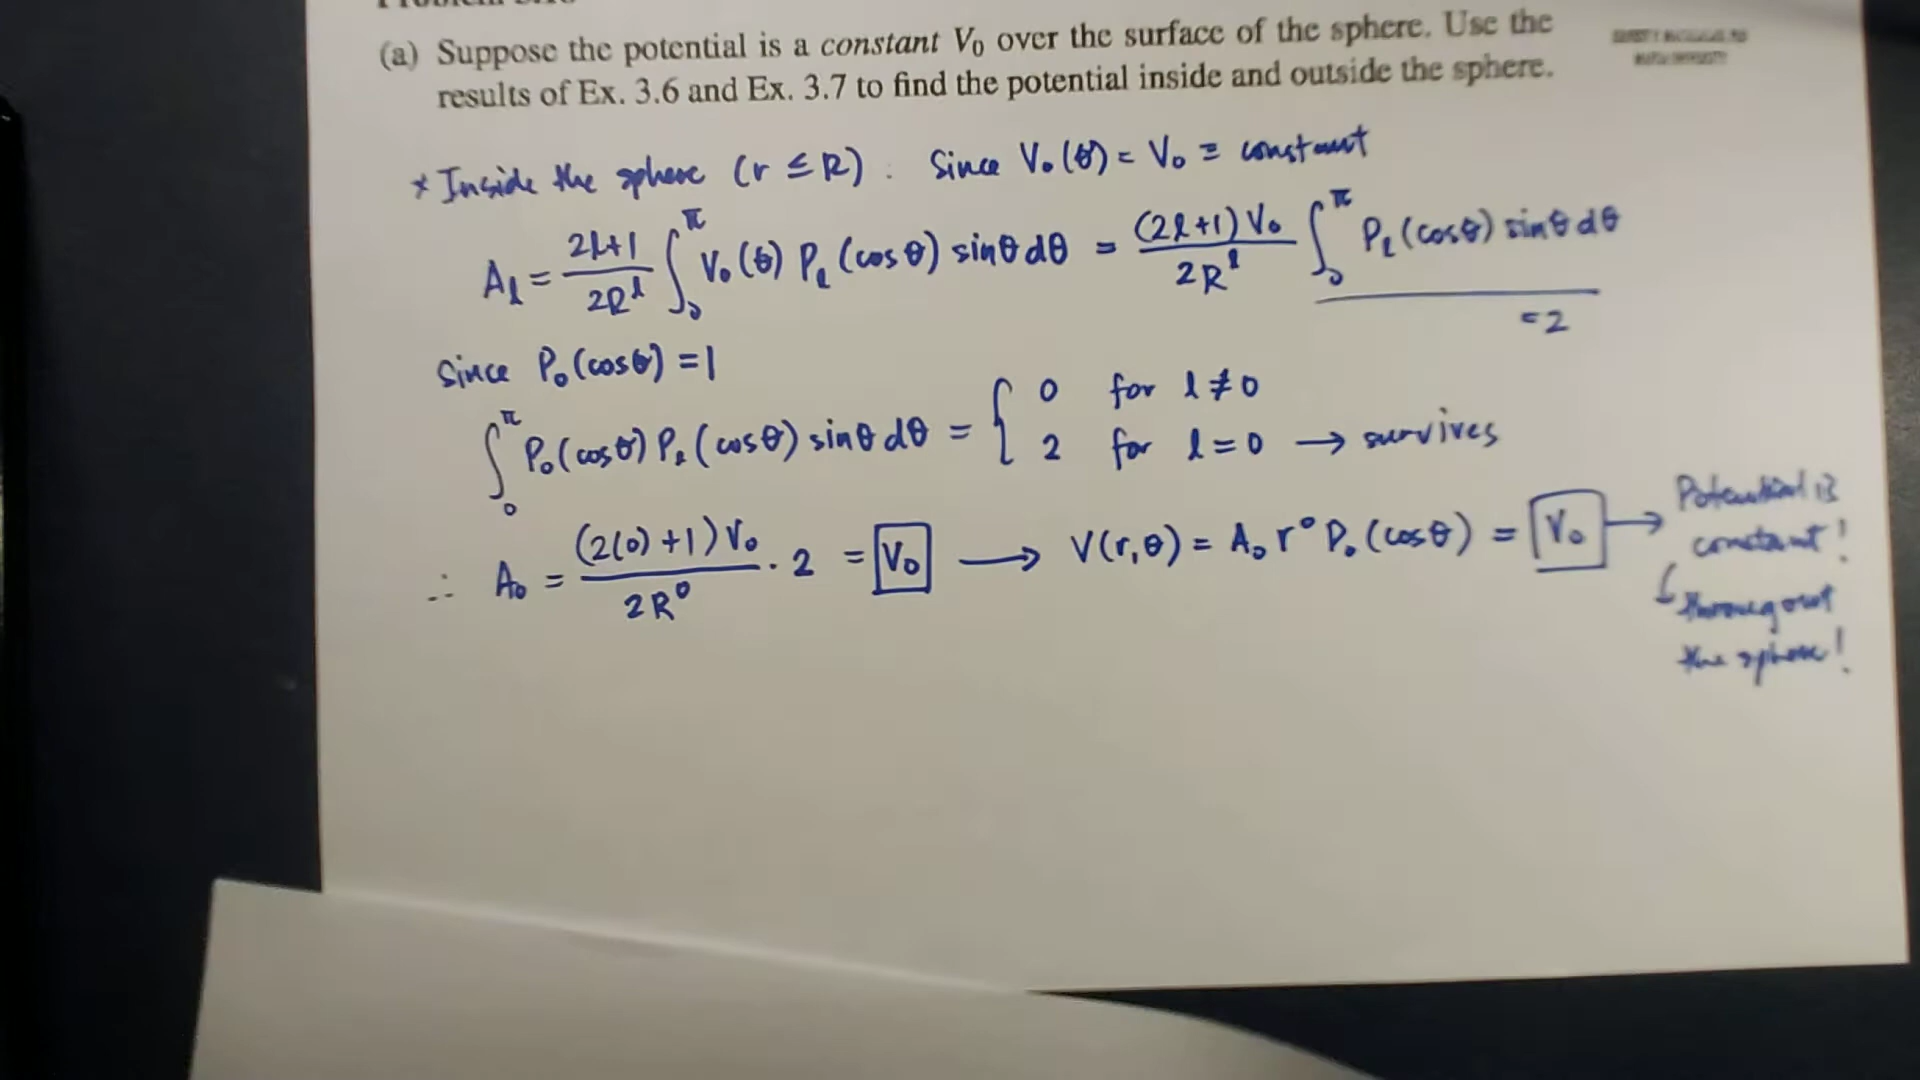 (a) Suppose the potential is a constant V₀ over the surface of the sphere. Use the
results of Ex. 3.6 and Ex. 3.7 to find the potential inside and outside the sphere.
* Inside the sphere (r ≤ R) : Since V₀(θ) = V₀ ≡ constant
A_l = (2l+1)/(2R^l) ∫₀^π V₀(θ) P_l (cos θ) sinθ dθ = ((2l+1) V₀)/(2R^l) ∫₀^π P_l (cosθ) sinθ dθ
= 2
Since P₀(cosθ) = 1
∫₀^π P₀(cosθ) P_l (cosθ) sinθ dθ = { 0 for l ≠ 0
2 for l = 0 → survives
∴ A₀ = ((2(0)+1) V₀)/(2R⁰) · 2 = V₀ → V(r,θ) = A₀ r⁰ P₀ (cosθ) = V₀ → Potential is
constant!
througout
the sphere!